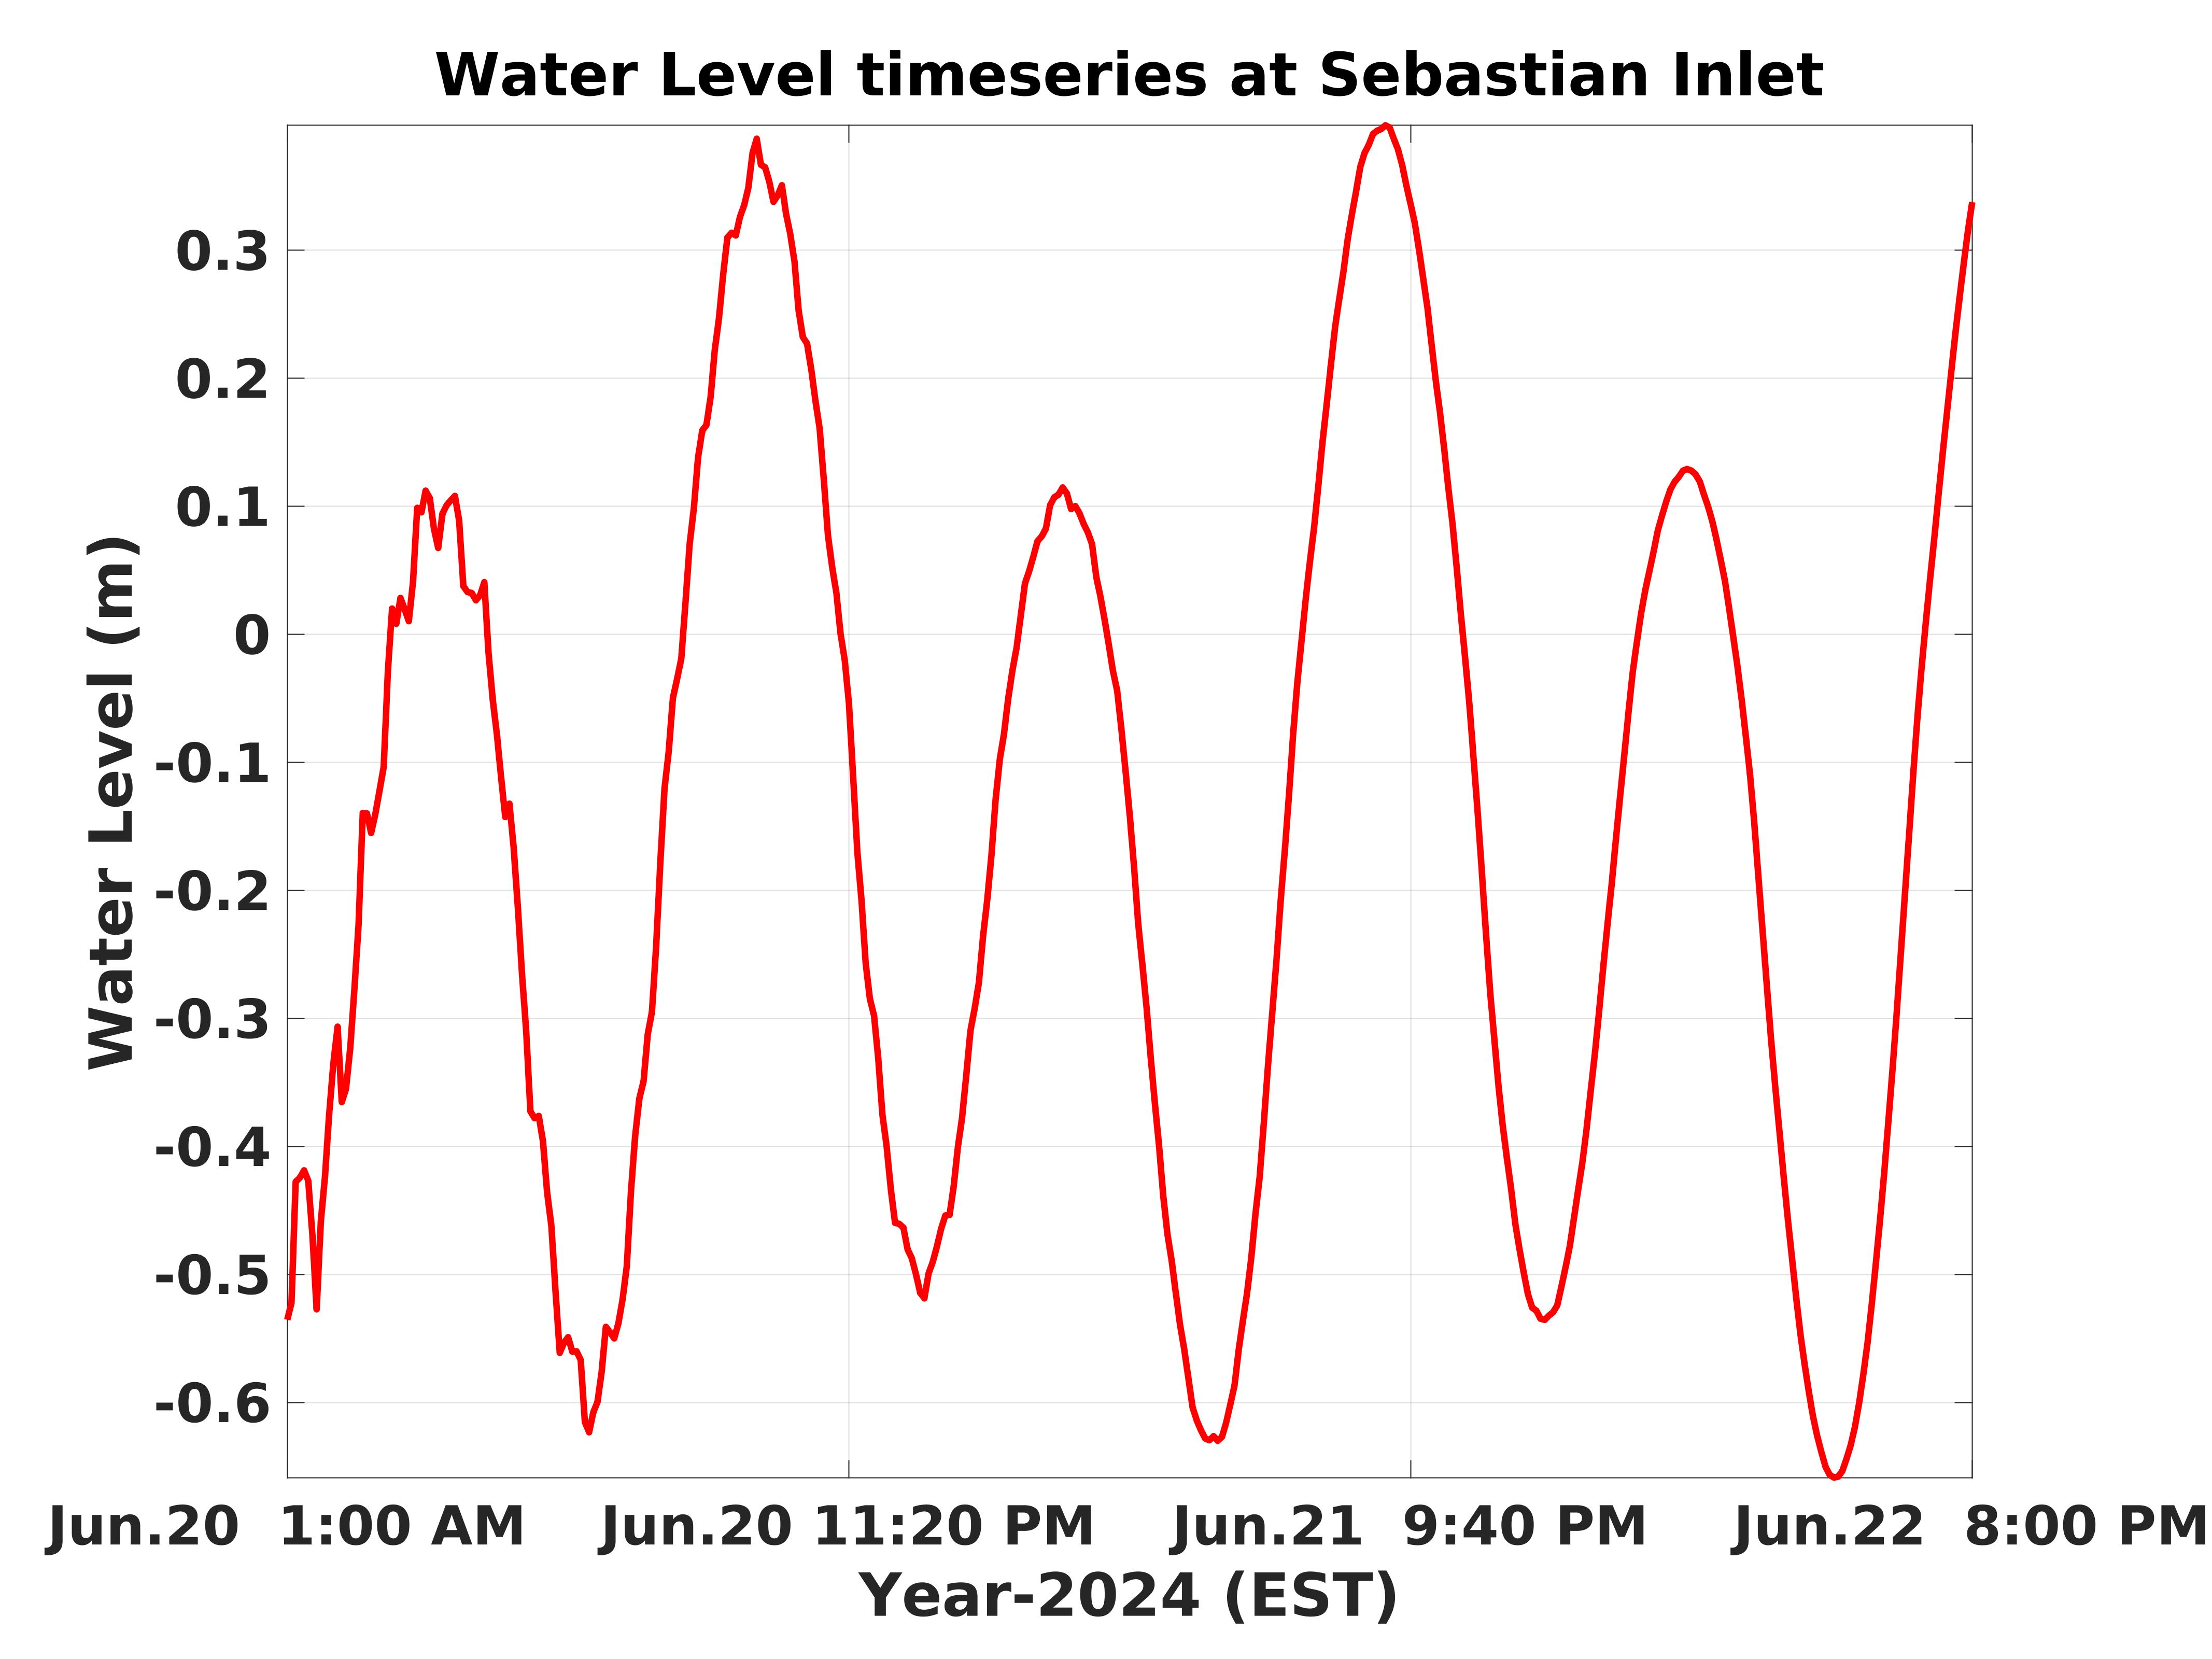 Water Level timeseries at Sebastian Inlet
Water Level (m)
0.3
0.2
0.1
0
-0.1
-0.2
-0.3
-0.4
-0.5
-0.6
Jun.20 1:00 AM Jun.20 11:20 PM Jun.21 9:40 PM Jun.22 8:00 PM
Year-2024 (EST)